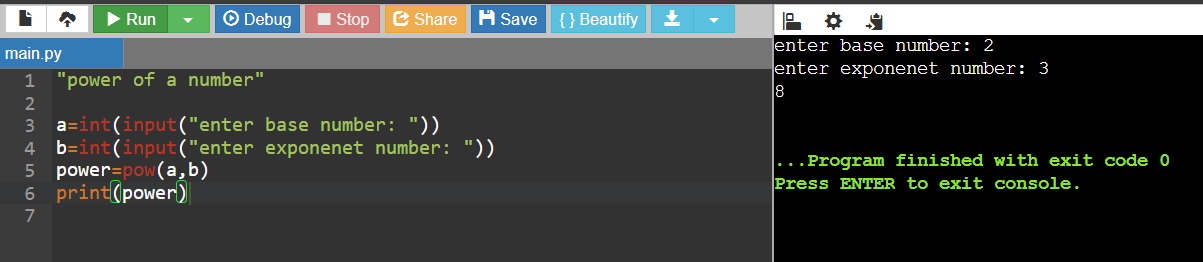 Run Debug Stop Share Save { } Beautify
main.py
1 "power of a number"
2
3 a=int(input("enter base number: "))
4 b=int(input("enter exponenet number: "))
5 power=pow(a,b)
6 print(power)
7
enter base number: 2
enter exponenet number: 3
8
...Program finished with exit code 0
Press ENTER to exit console.